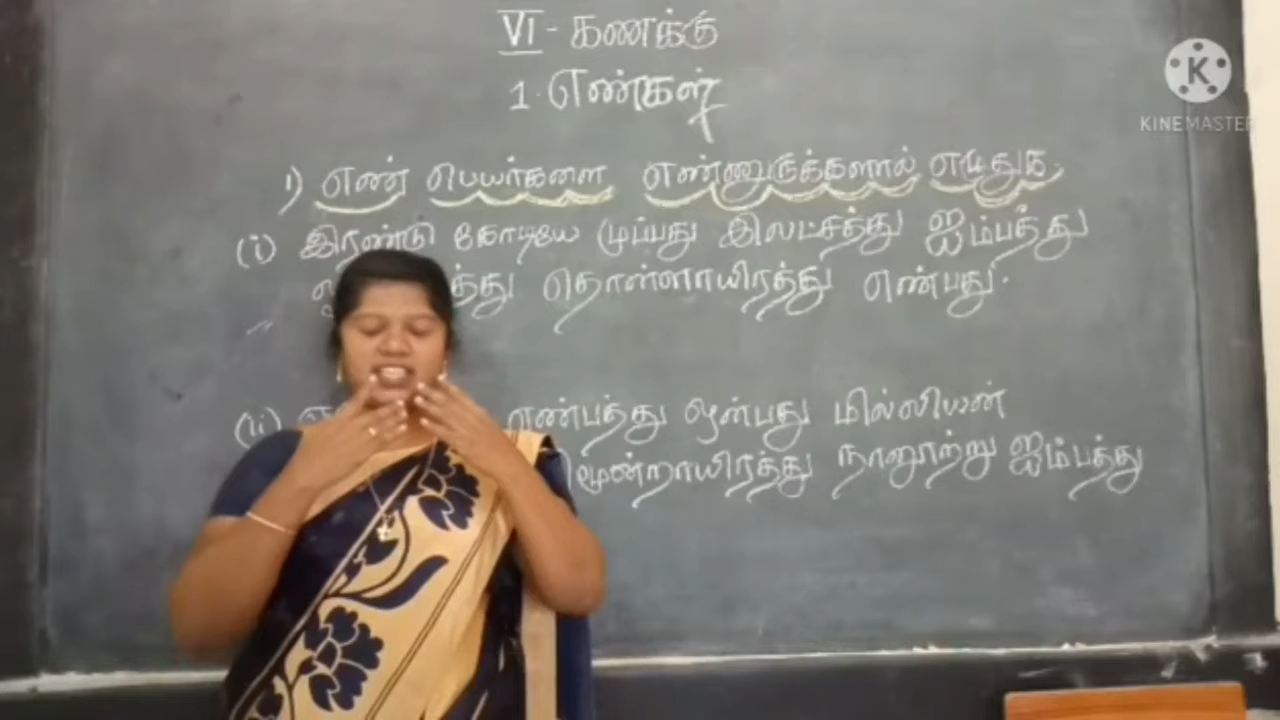 VI - கணக்கு
1. எண்கள்
1) எண் பெயர்களை எண்ணுருக்களால் எழுதுக
(i) இரண்டு கோடியே முப்பது இலட்சத்து ஐம்பத்து
தொள்ளாயிரத்து எண்பது.
(ii) எண்பத்து ஒன்பது மில்லியன்
மூன்றாயிரத்து நானூற்று ஐம்பத்து
KINEMASTER